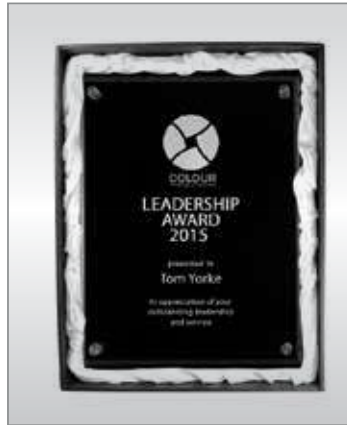 COLOUR
LEADERSHIP
AWARD
2015
presented to
Tom Yorke
in appreciation of your
outstanding leadership
and service